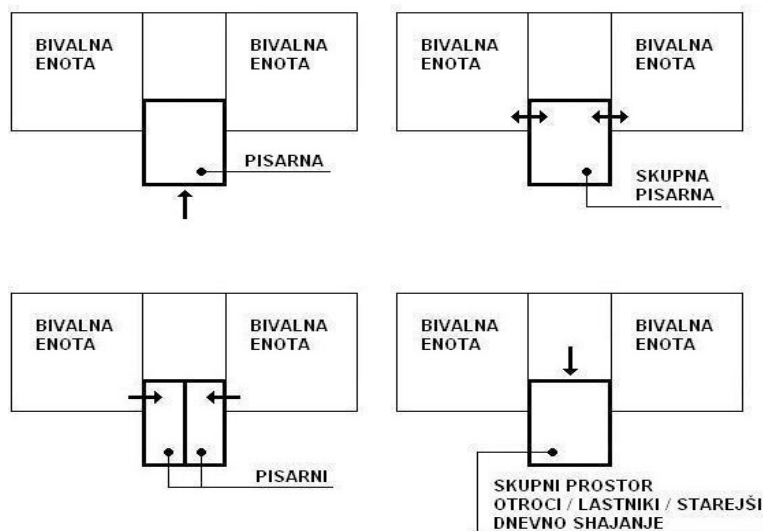 BIVALNA
ENOTA
BIVALNA
ENOTA
PISARNA
BIVALNA
ENOTA
BIVALNA
ENOTA
SKUPNA
PISARNA
BIVALNA
ENOTA
BIVALNA
ENOTA
PISARNI
BIVALNA
ENOTA
BIVALNA
ENOTA
SKUPNI PROSTOR
OTROCI / LASTNIKI / STAREJŠI
DNEVNO SHAJANJE